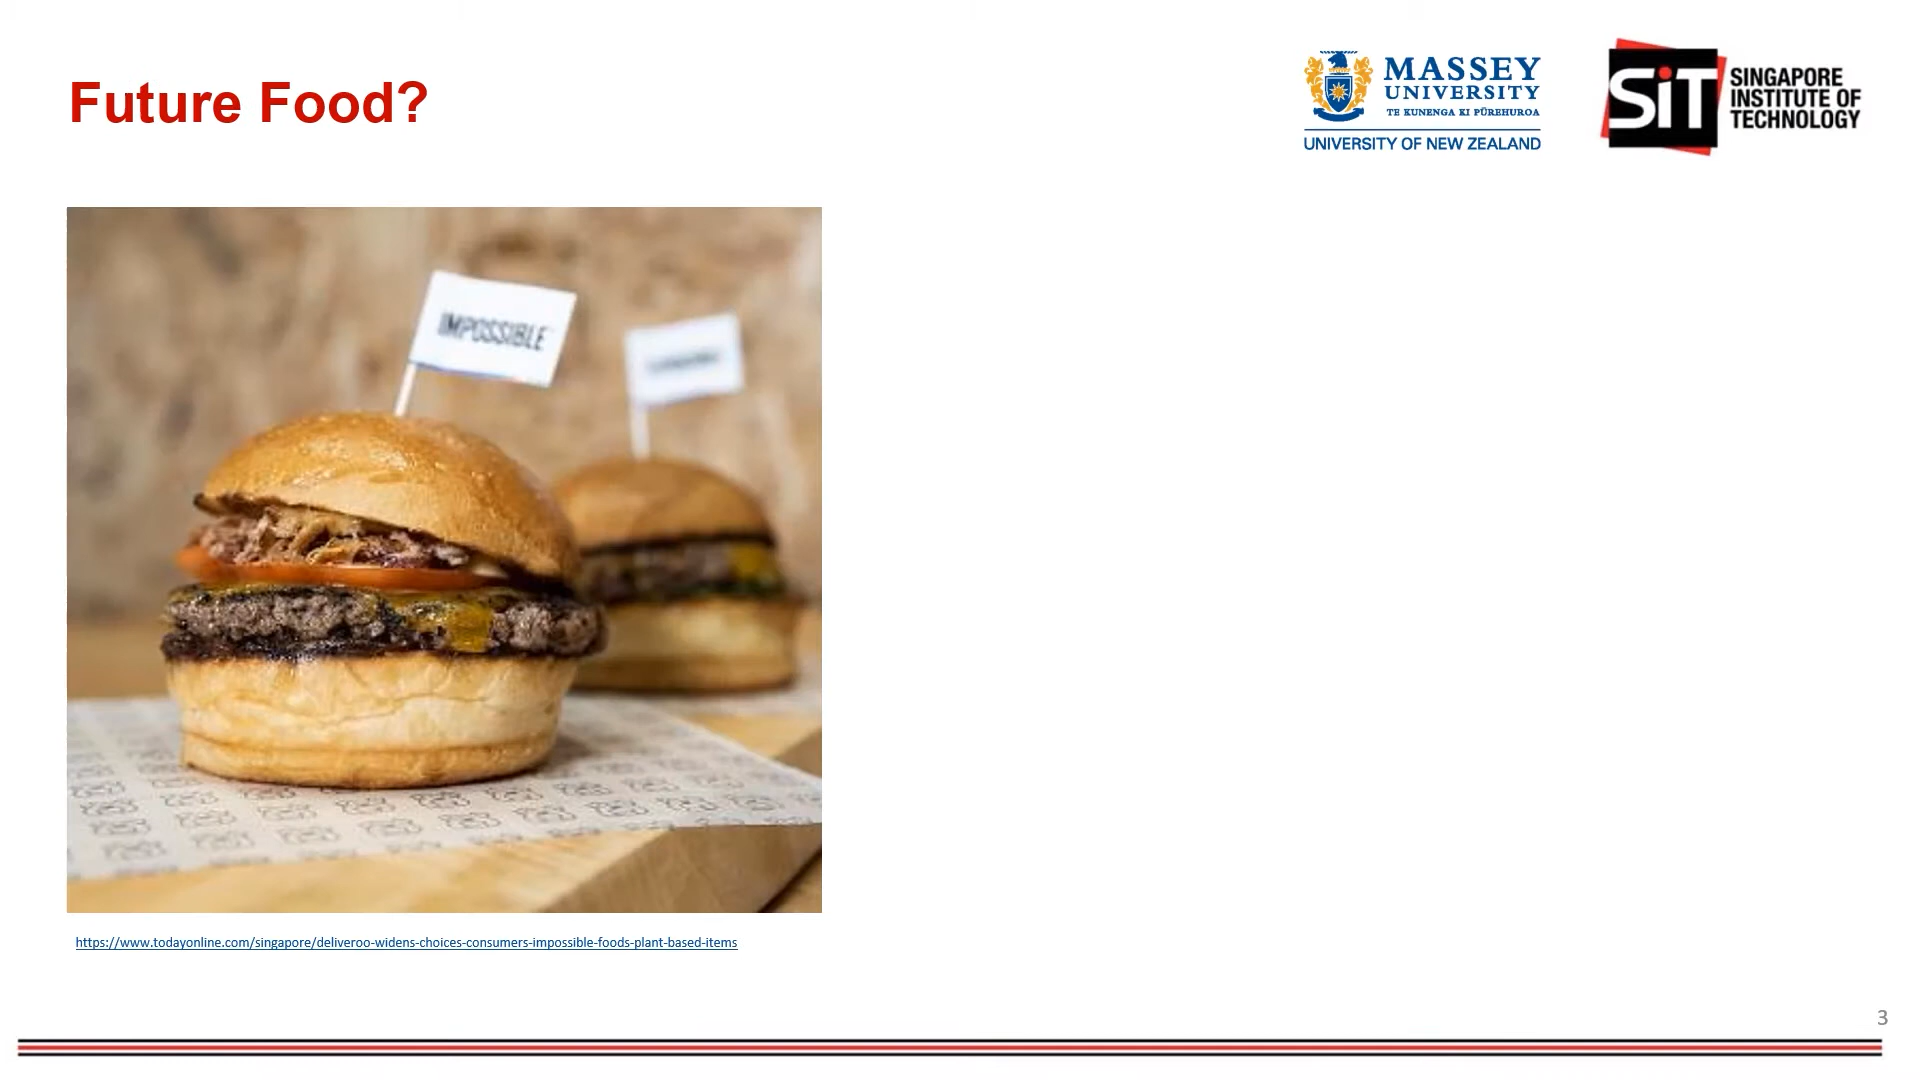 Future Food?
MASSEY
UNIVERSITY
TE KUNENGA KI PŪREHUROA
UNIVERSITY OF NEW ZEALAND
SiT
SINGAPORE
INSTITUTE OF
TECHNOLOGY
IMPOSSIBLE
https://www.todayonline.com/singapore/deliveroo-widens-choices-consumers-impossible-foods-plant-based-items
3